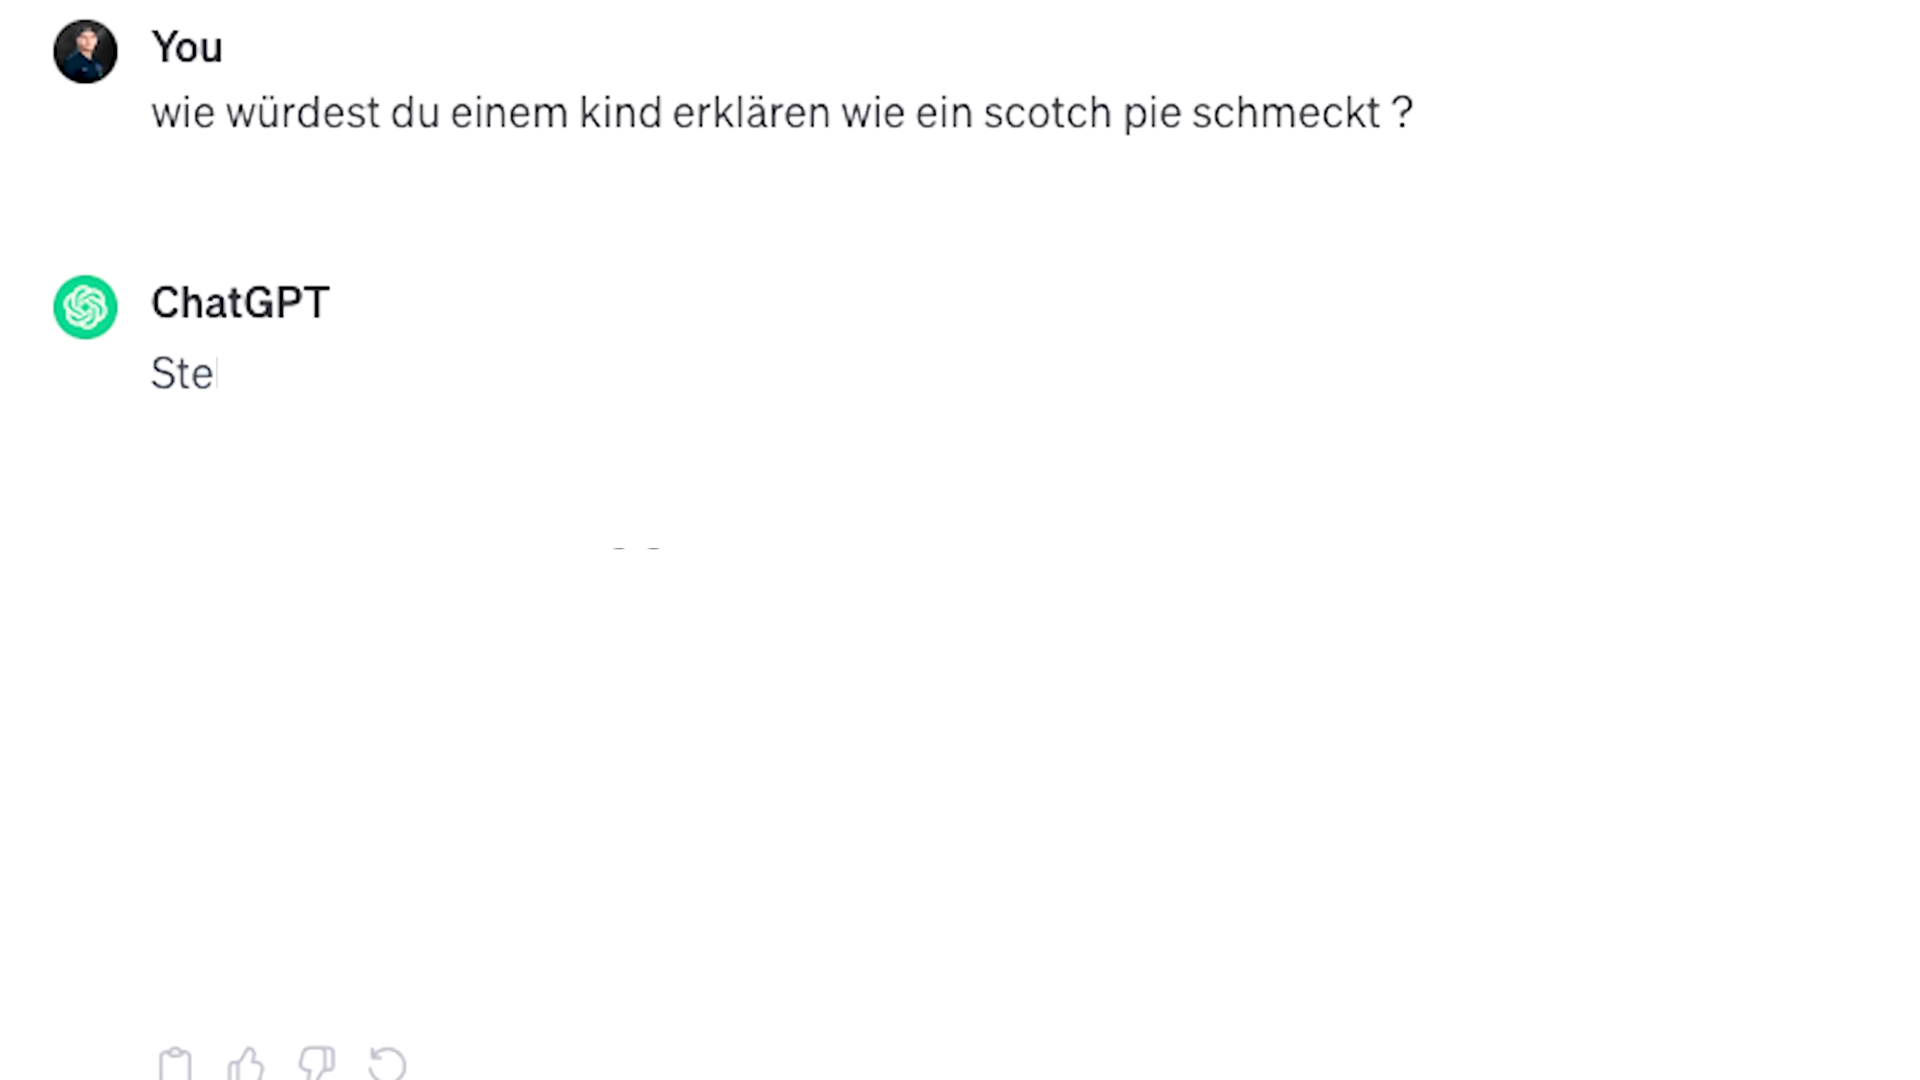 You
wie würdest du einem kind erklären wie ein scotch pie schmeckt ?
ChatGPT
Ste